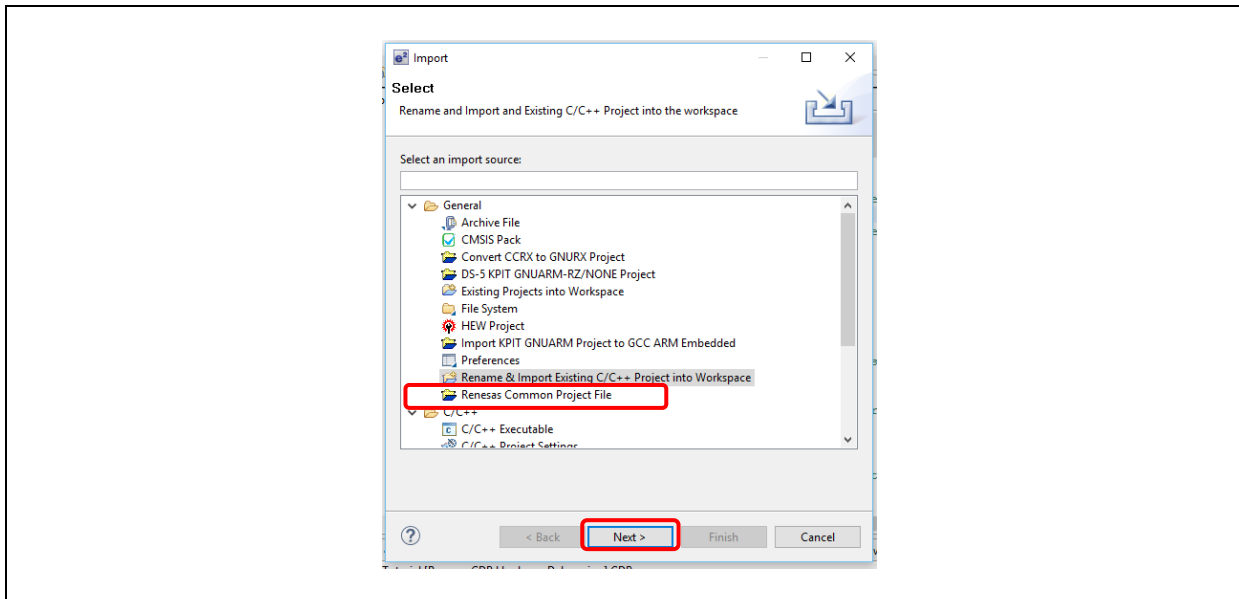 e² Import
Select
Rename and Import and Existing C/C++ Project into the workspace
Select an import source:
General
Archive File
CMSIS Pack
Convert CCRX to GNURX Project
DS-5 KPIT GNUARM-RZ/NONE Project
Existing Projects into Workspace
File System
HEW Project
Import KPIT GNUARM Project to GCC ARM Embedded
Preferences
Rename & Import Existing C/C++ Project into Workspace
Renesas Common Project File
C/C++
C/C++ Executable
C/C++ Project Settings
< Back Next > Finish Cancel